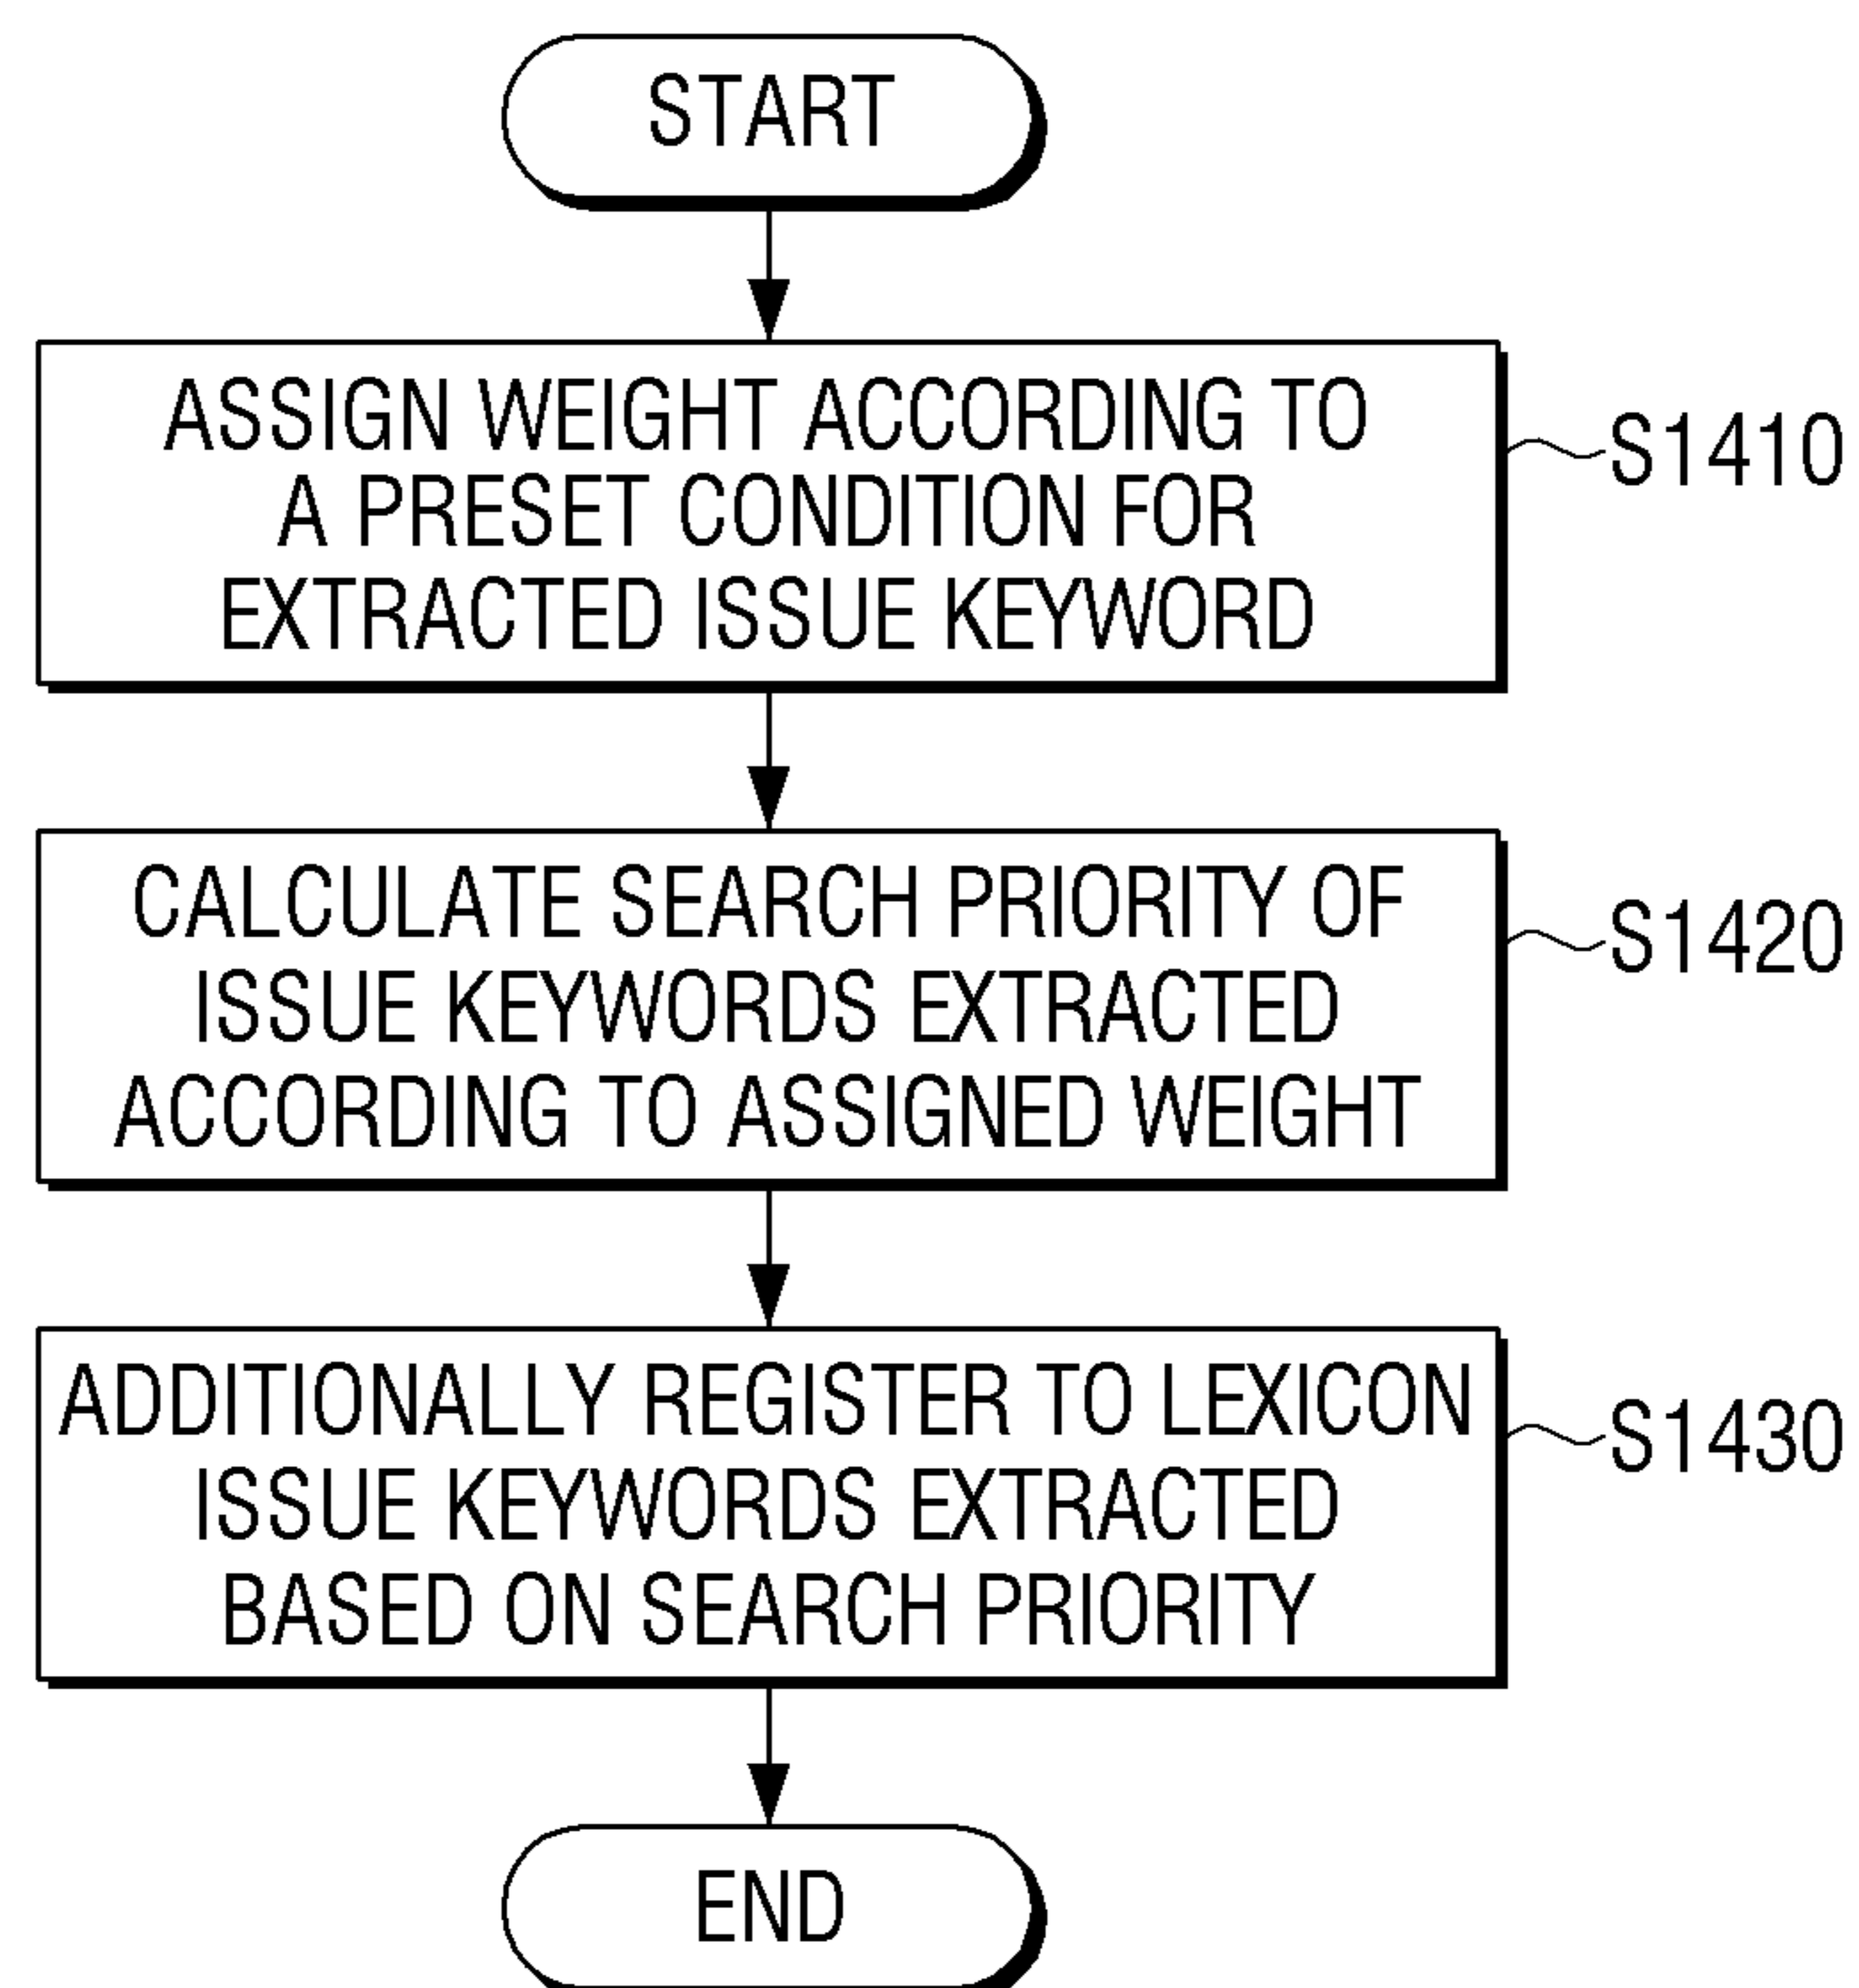 START
ASSIGN WEIGHT ACCORDING TO
A PRESET CONDITION FOR
EXTRACTED ISSUE KEYWORD
S1410
CALCULATE SEARCH PRIORITY OF
ISSUE KEYWORDS EXTRACTED
ACCORDING TO ASSIGNED WEIGHT
S1420
ADDITIONALLY REGISTER TO LEXICON
ISSUE KEYWORDS EXTRACTED
BASED ON SEARCH PRIORITY
S1430
END